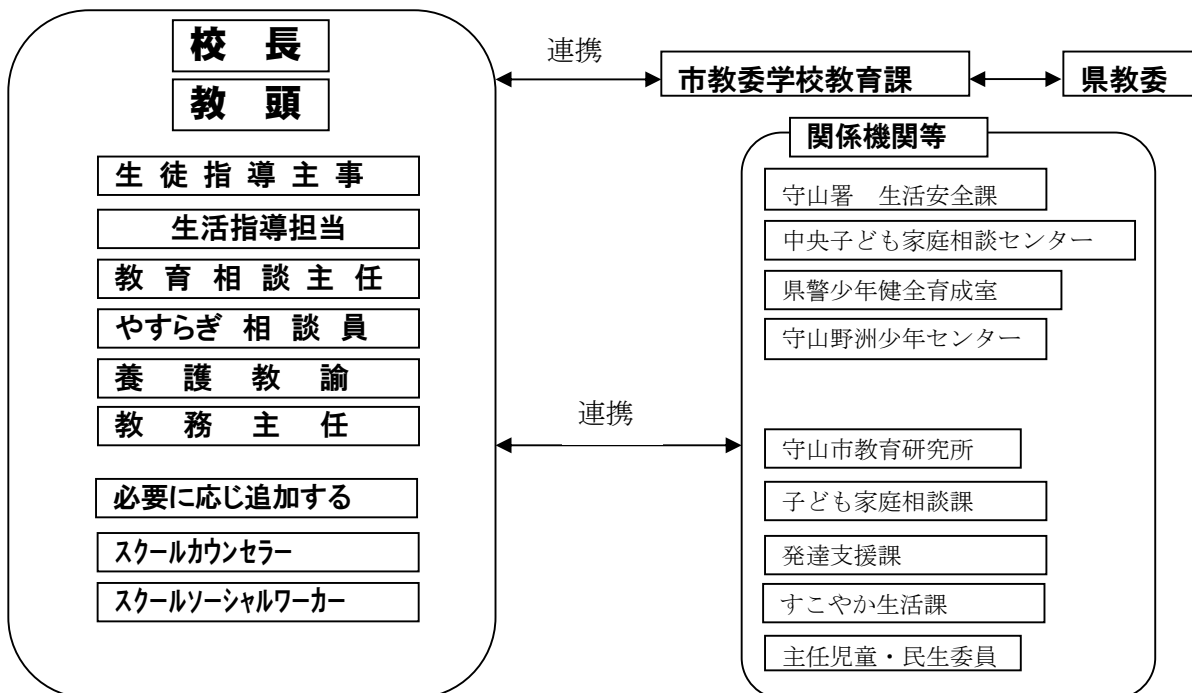 校 長
教 頭
生 徒 指 導 主 事
生活指導担当
教 育 相 談 主 任
やすらぎ 相 談 員
養 護 教 諭
教 務 主 任
必要に応じ追加する
スクールカウンセラー
スクールソーシャルワーカー
連携
市教委学校教育課
県教委
連携
関係機関等
守山署 生活安全課
中央子ども家庭相談センター
県警少年健全育成室
守山野洲少年センター
守山市教育研究所
子ども家庭相談課
発達支援課
すこやか生活課
主任児童・民生委員